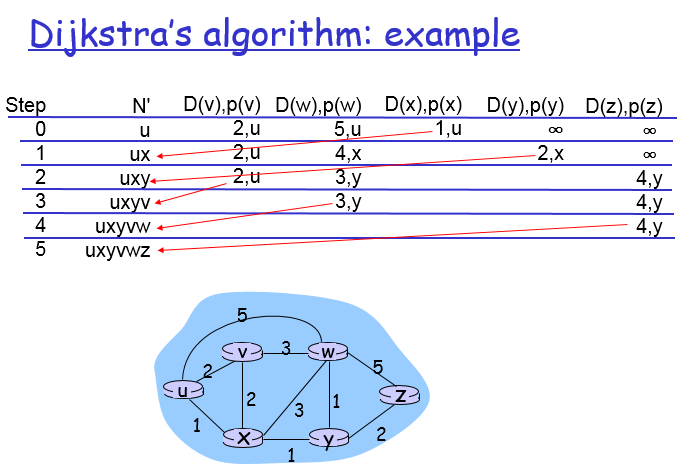 Dijkstra's algorithm: example
Step N' D(v),p(v) D(w),p(w) D(x),p(x) D(y),p(y) D(z),p(z)
0 u 2,u 5,u 1,u ∞ ∞
1 ux 2,u 4,x 2,x ∞
2 uxy 2,u 3,y 4,y
3 uxyv 3,y 4,y
4 uxyvw 4,y
5 uxyvwz
5
v 3 w
2 5
u 2 3 1 z
1
x 1 y 2